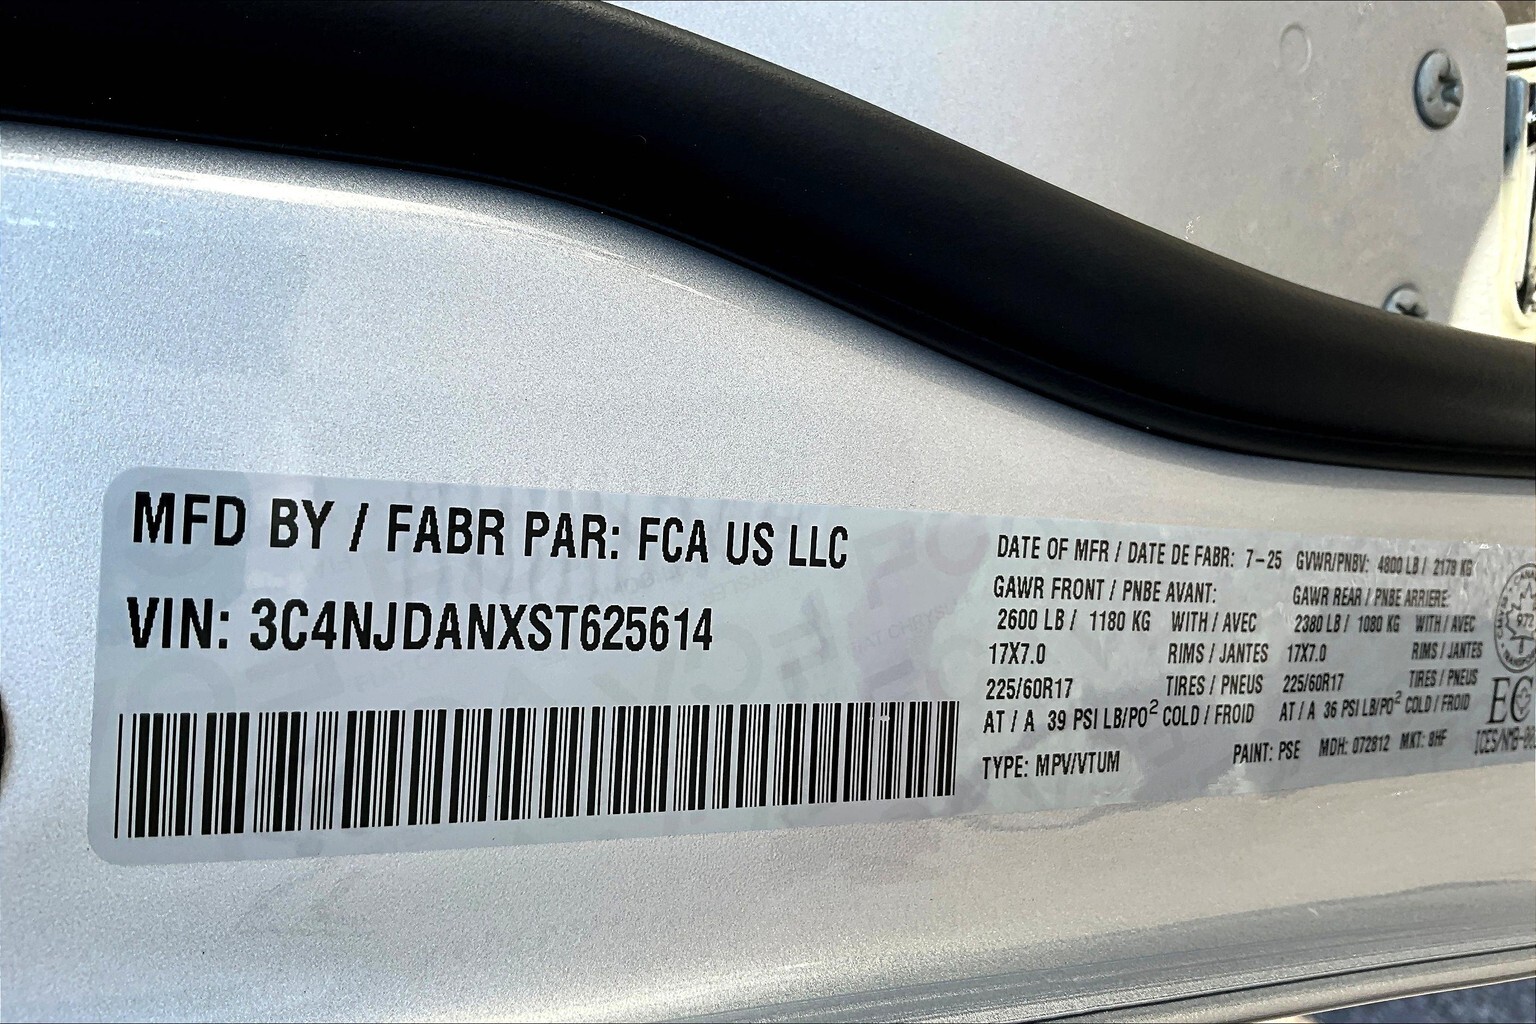 MFD BY / FABR PAR: FCA US LLC
VIN: 3C4NJDANXST625614
DATE OF MFR / DATE DE FABR: 7-25 GVWR/PNBV: 4800 LB / 2178 KG
GAWR FRONT / PNBE AVANT: GAWR REAR / PNBE ARRIERE:
2600 LB / 1180 KG WITH / AVEC 2380 LB / 1080 KG WITH / AVEC
17X7.0 RIMS / JANTES 17X7.0 RIMS / JANTES
225/60R17 TIRES / PNEUS 225/60R17 TIRES / PNEUS
AT / A 39 PSI LB/PO² COLD / FROID AT / A 36 PSI LB/PO² COLD / FROID
TYPE: MPV/VTUM PAINT: PSE MDH: 072812 MKT: 8HF
972
EC